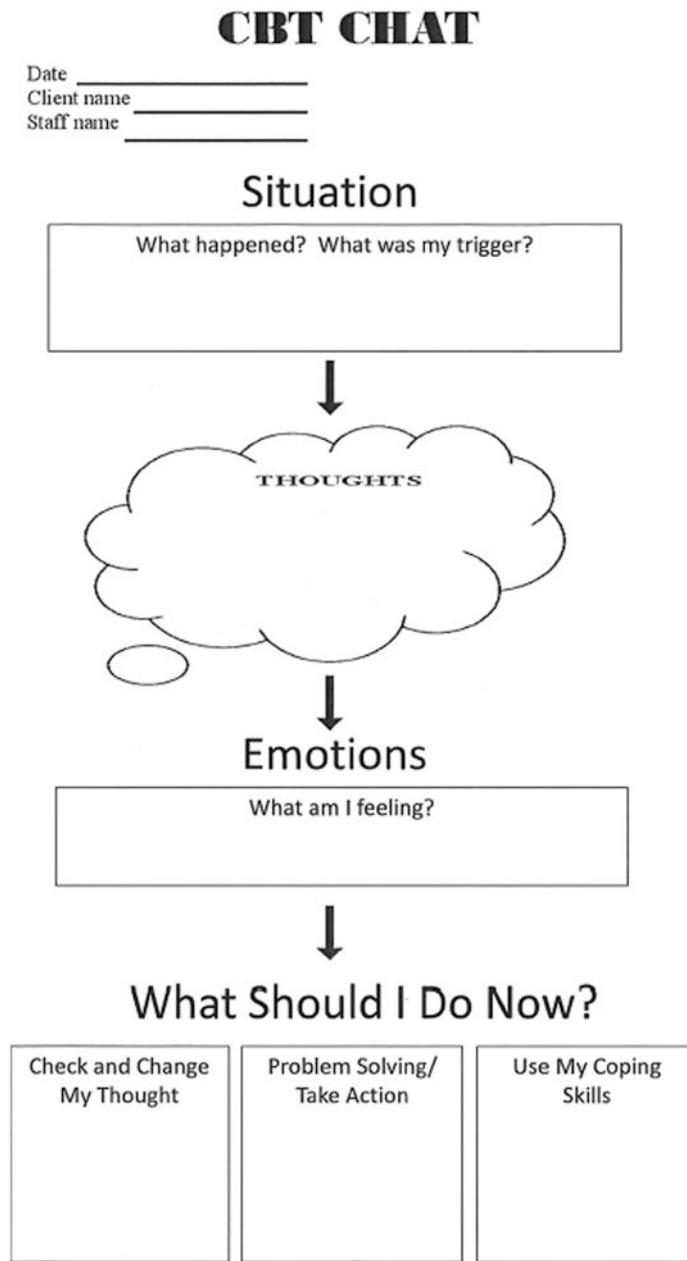 CBT CHAT
Date
Client name
Staff name
Situation
What happened? What was my trigger?
THOUGHTS
Emotions
What am I feeling?
What Should I Do Now?
Check and Change
My Thought
Problem Solving/
Take Action
Use My Coping
Skills